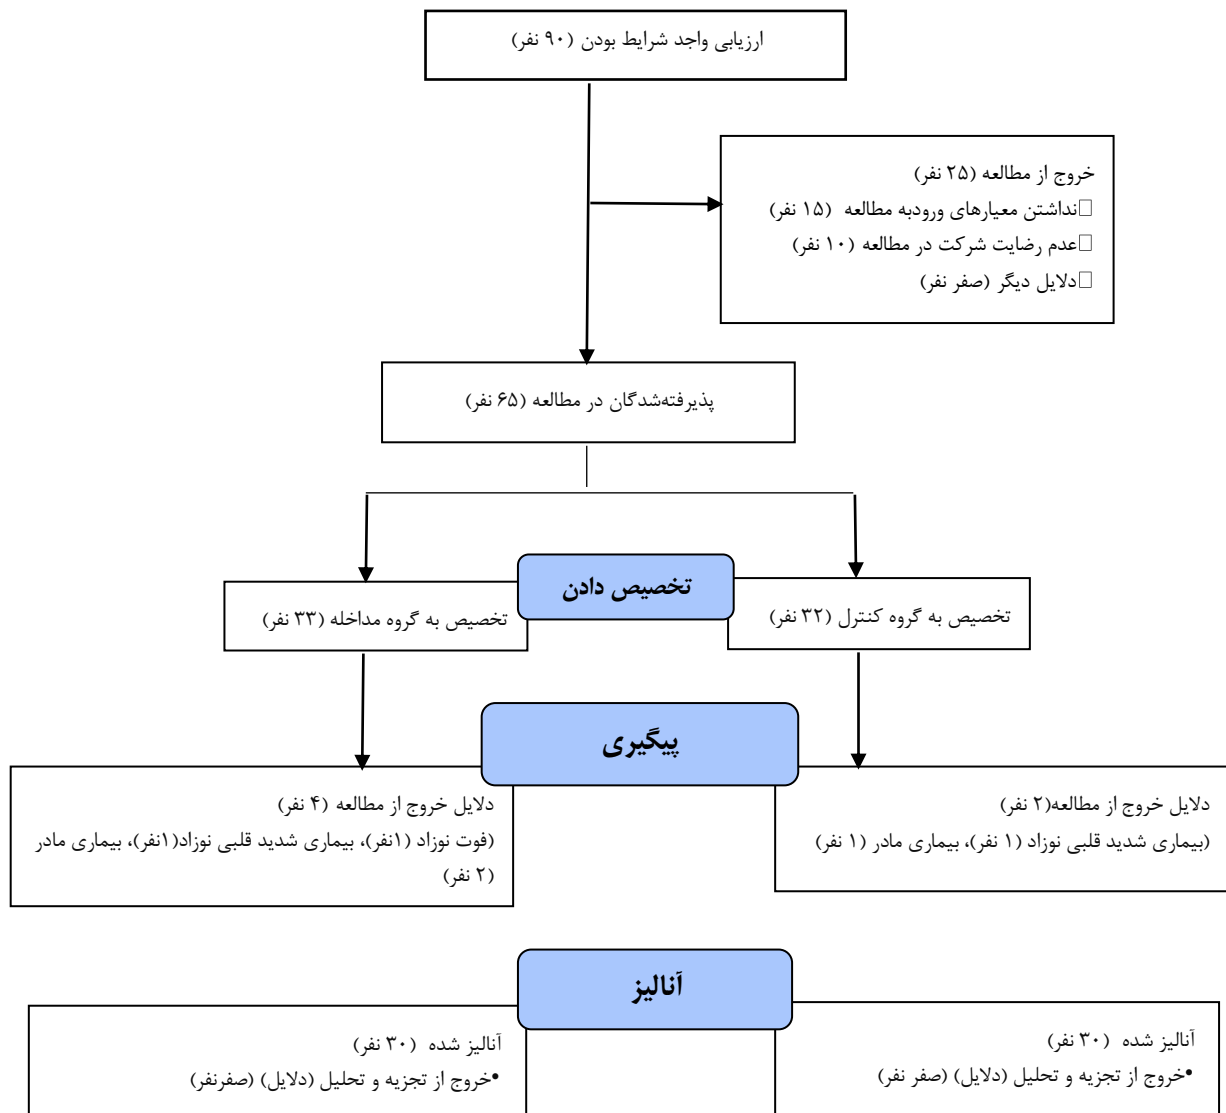 ارزیابی واجد شرایط بودن (۹۰ نفر)
خروج از مطالعه (۲۵ نفر)
□نداشتن معیارهای ورودبه مطالعه (۱۵ نفر)
□عدم رضایت شرکت در مطالعه (۱۰ نفر)
□دلایل دیگر (صفر نفر)
پذیرفته‌شدگان در مطالعه (۶۵ نفر)
تخصیص دادن
تخصیص به گروه کنترل (۳۲ نفر)
تخصیص به گروه مداخله (۳۳ نفر)
پیگیری
دلایل خروج از مطالعه(۲ نفر)
(بیماری شدید قلبی نوزاد (۱ نفر)، بیماری مادر (۱ نفر)
دلایل خروج از مطالعه (۴ نفر)
(فوت نوزاد (۱نفر)، بیماری شدید قلبی نوزاد(۱نفر)، بیماری مادر
(۲ نفر)
آنالیز
آنالیز شده (۳۰ نفر)
•خروج از تجزیه و تحلیل (دلایل) (صفر نفر)
آنالیز شده (۳۰ نفر)
•خروج از تجزیه و تحلیل (دلایل) (صفرنفر)